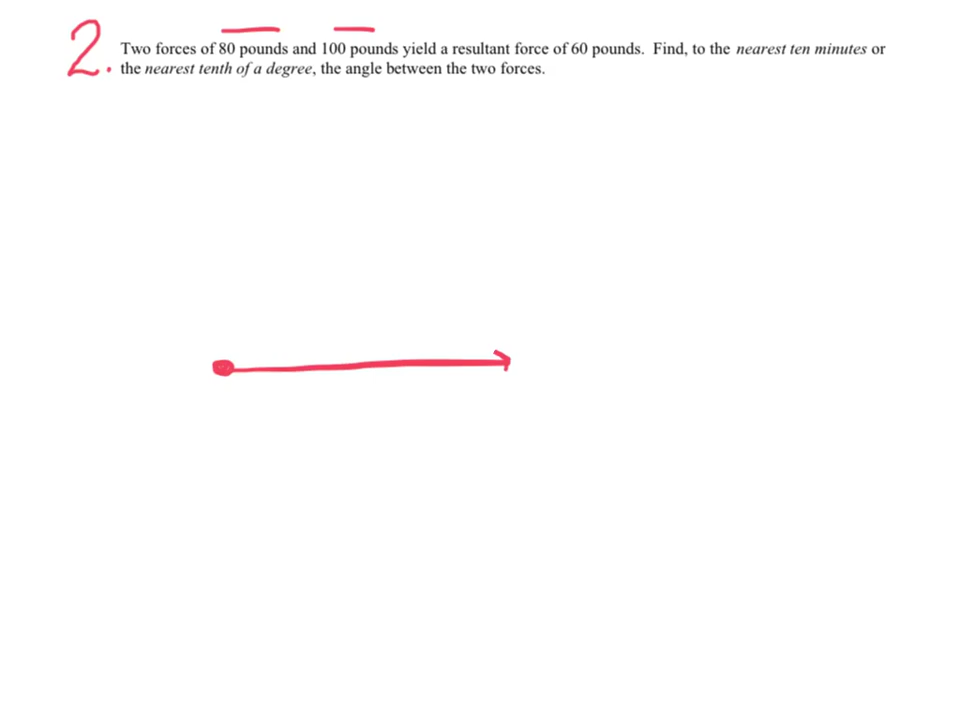 2. Two forces of 80 pounds and 100 pounds yield a resultant force of 60 pounds. Find, to the nearest ten minutes or
the nearest tenth of a degree, the angle between the two forces.